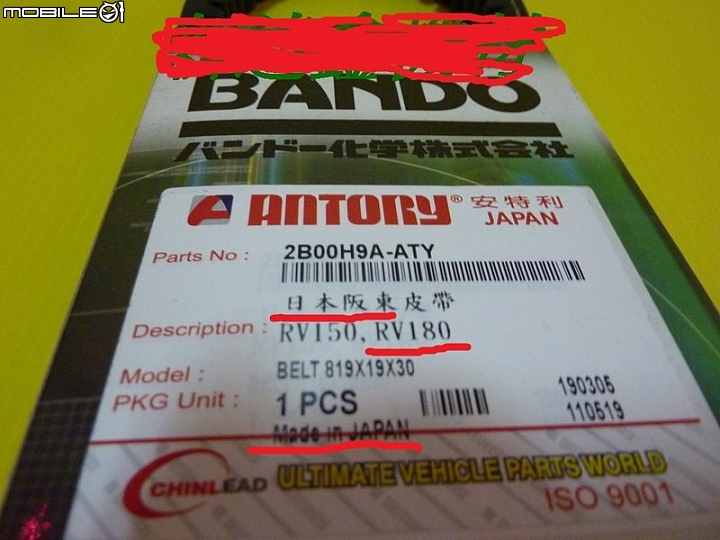 MOBILE01
BANDO
バンドー化学株式会社
ANTORY® 安特利
JAPAN
Parts No : 2B00H9A-ATY
日本阪東皮帶
Description : RV150,RV180
Model : BELT 819X19X30
PKG Unit : 1 PCS
190305
110519
Made in JAPAN
CHINLEAD ULTIMATE VEHICLE PARTS WORLD
ISO 9001